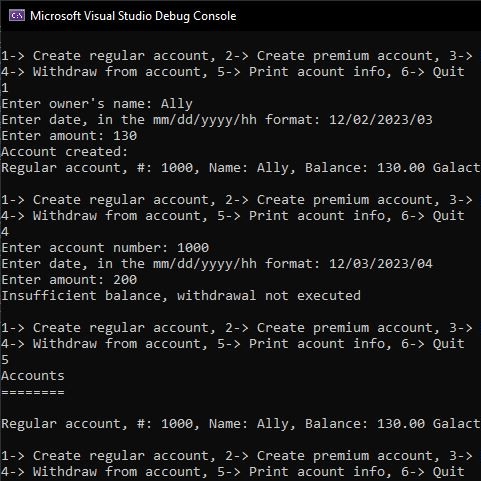 Microsoft Visual Studio Debug Console
1-> Create regular account, 2-> Create premium account, 3->
4-> Withdraw from account, 5-> Print acount info, 6-> Quit
1
Enter owner's name: Ally
Enter date, in the mm/dd/yyyy/hh format: 12/02/2023/03
Enter amount: 130
Account created:
Regular account, #: 1000, Name: Ally, Balance: 130.00 Galact
1-> Create regular account, 2-> Create premium account, 3->
4-> Withdraw from account, 5-> Print acount info, 6-> Quit
4
Enter account number: 1000
Enter date, in the mm/dd/yyyy/hh format: 12/03/2023/04
Enter amount: 200
Insufficient balance, withdrawal not executed
1-> Create regular account, 2-> Create premium account, 3->
4-> Withdraw from account, 5-> Print acount info, 6-> Quit
5
Accounts
========
Regular account, #: 1000, Name: Ally, Balance: 130.00 Galact
1-> Create regular account, 2-> Create premium account, 3->
4-> Withdraw from account, 5-> Print acount info, 6-> Quit